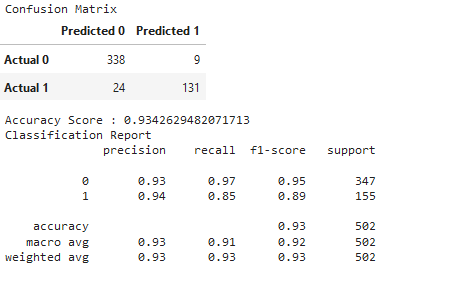 Confusion Matrix
Predicted 0 Predicted 1
Actual 0 338 9
Actual 1 24 131
Accuracy Score : 0.9342629482071713
Classification Report
precision recall f1-score support
0 0.93 0.97 0.95 347
1 0.94 0.85 0.89 155
accuracy 0.93 502
macro avg 0.93 0.91 0.92 502
weighted avg 0.93 0.93 0.93 502